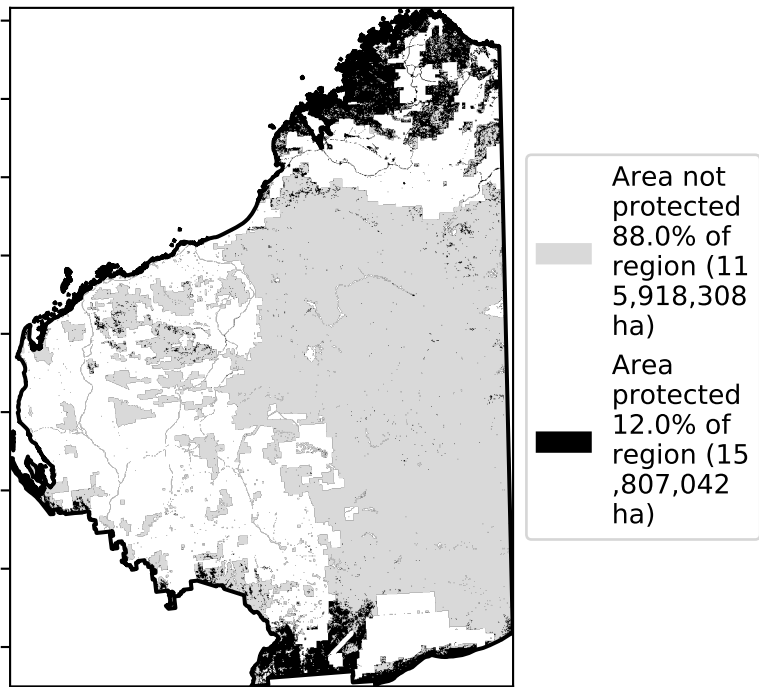 Area not
protected
88.0% of
region (11
5,918,308
ha)
Area
protected
12.0% of
region (15
,807,042
ha)